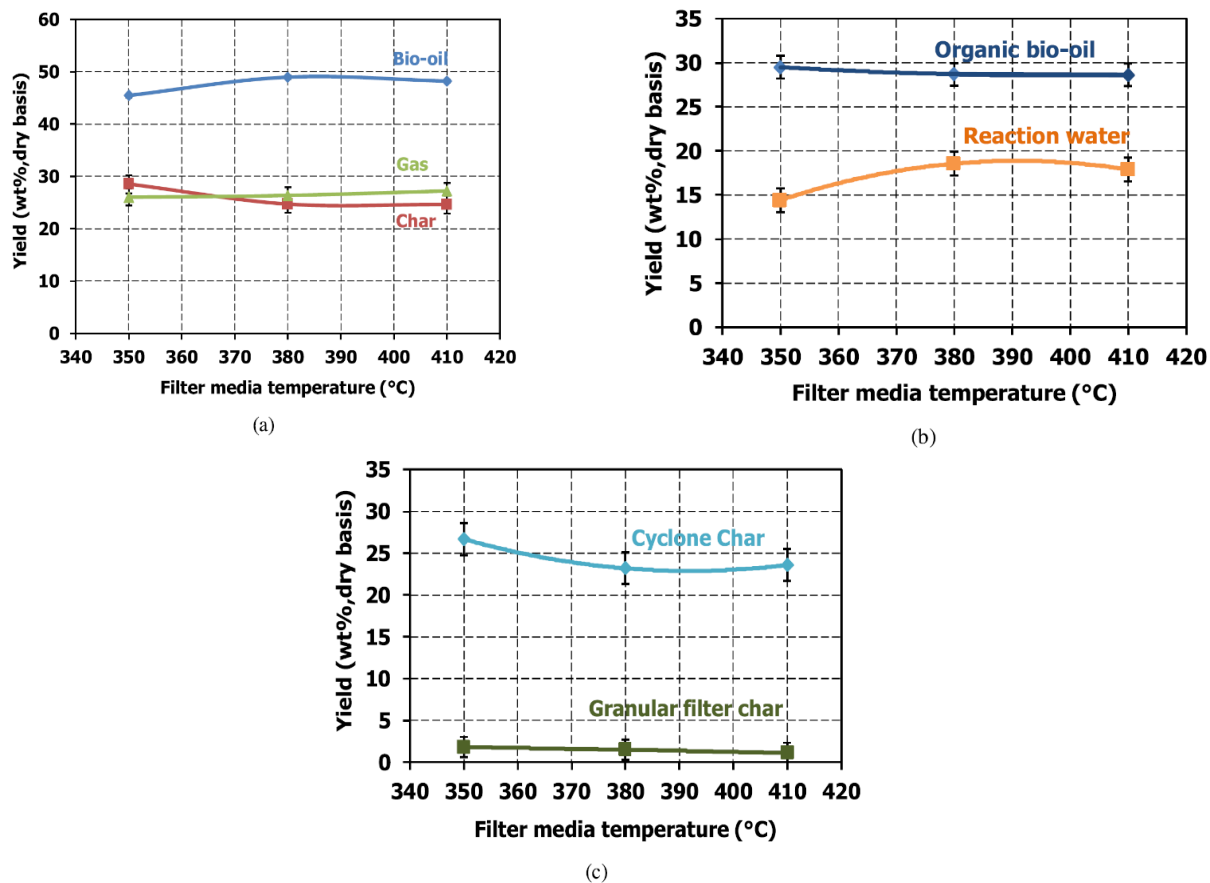 60
50
40
30
20
10
0
Yield (wt%,dry basis)
Bio-oil
Gas
Char
340 350 360 370 380 390 400 410 420
Filter media temperature (°C)
(a)
35
30
25
20
15
10
5
0
Yield (wt%,dry basis)
Organic bio-oil
Reaction water
340 350 360 370 380 390 400 410 420
Filter media temperature (°C)
(b)
35
30
25
20
15
10
5
0
Yield (wt%,dry basis)
Cyclone Char
Granular filter char
340 350 360 370 380 390 400 410 420
Filter media temperature (°C)
(c)